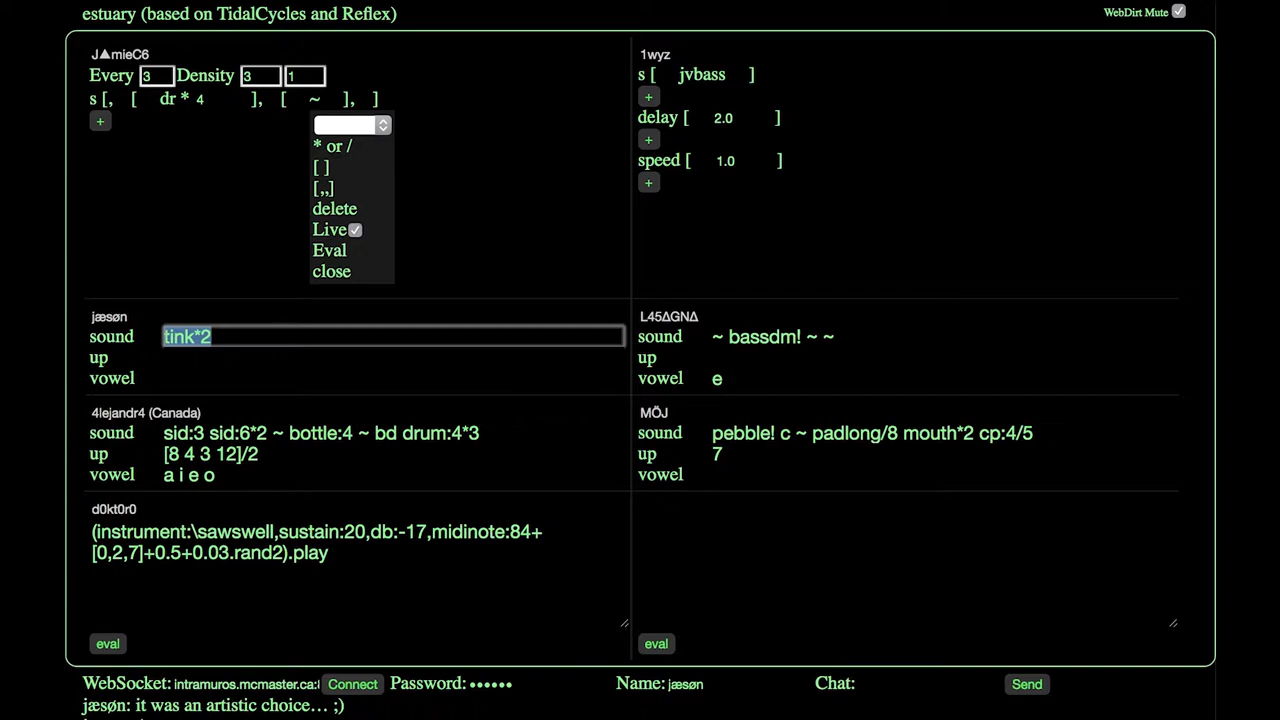 estuary (based on TidalCycles and Reflex)
WebDirt Mute
J▲mieC6
Every 3 Density 3 1
s [, [ dr * 4 ], [ ~ ], ]
+
* or /
[ ]
[,,]
delete
Live
Eval
close
1wyz
s [ jvbass ]
+
delay [ 2.0 ]
+
speed [ 1.0 ]
+
jæsøn
sound tink*2
up
vowel
L45ΔGNΔ
sound ~ bassdm! ~ ~
up
vowel e
4lejandr4 (Canada)
sound sid:3 sid:6*2 ~ bottle:4 ~ bd drum:4*3
up [8 4 3 12]/2
vowel a i e o
MÖJ
sound pebble! c ~ padlong/8 mouth*2 cp:4/5
up 7
vowel
d0kt0r0
(instrument:\sawswell,sustain:20,db:-17,midinote:84+
[0,2,7]+0.5+0.03.rand2).play
eval
eval
WebSocket: intramuros.mcmaster.ca: Connect Password: •••••• Name: jæsøn Chat: Send
jæsøn: it was an artistic choice... ;)